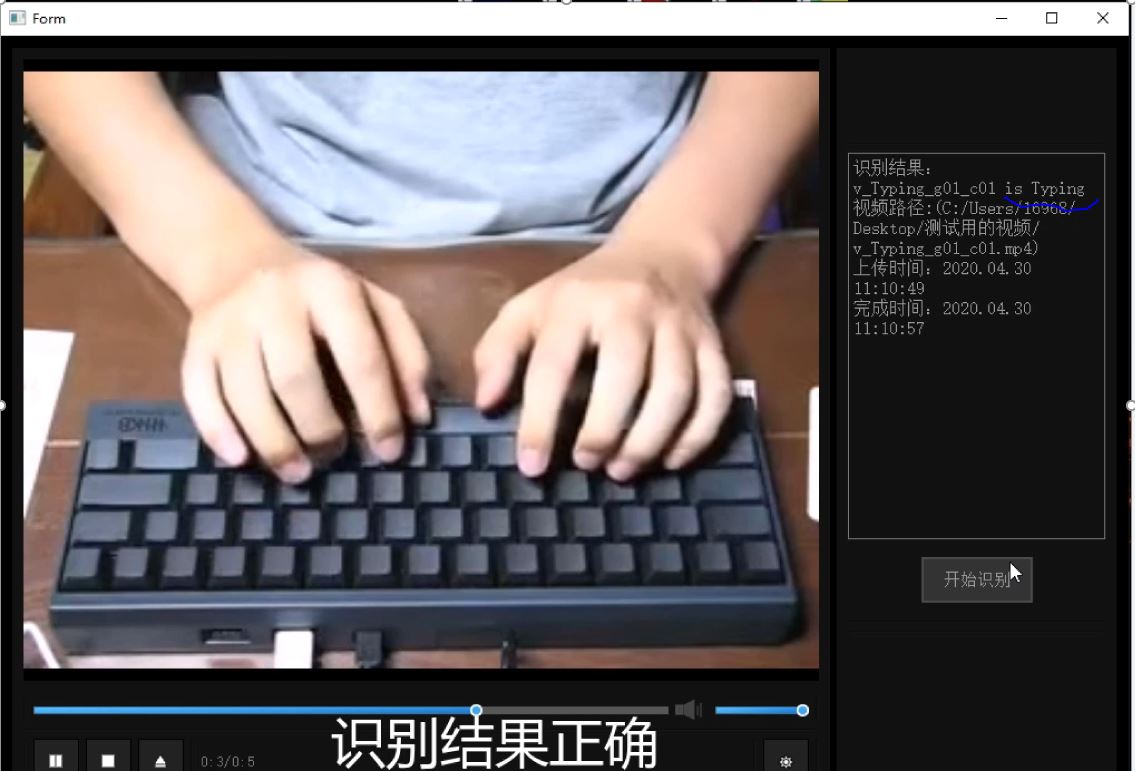 Form
HHKB
识别结果：
v_Typing_g01_c01 is Typing
视频路径:(C:/Users/16968/
Desktop/测试用的视频/
v_Typing_g01_c01.mp4)
上传时间：2020.04.30
11:10:49
完成时间：2020.04.30
11:10:57
开始识别
识别结果正确
0:3/0:5